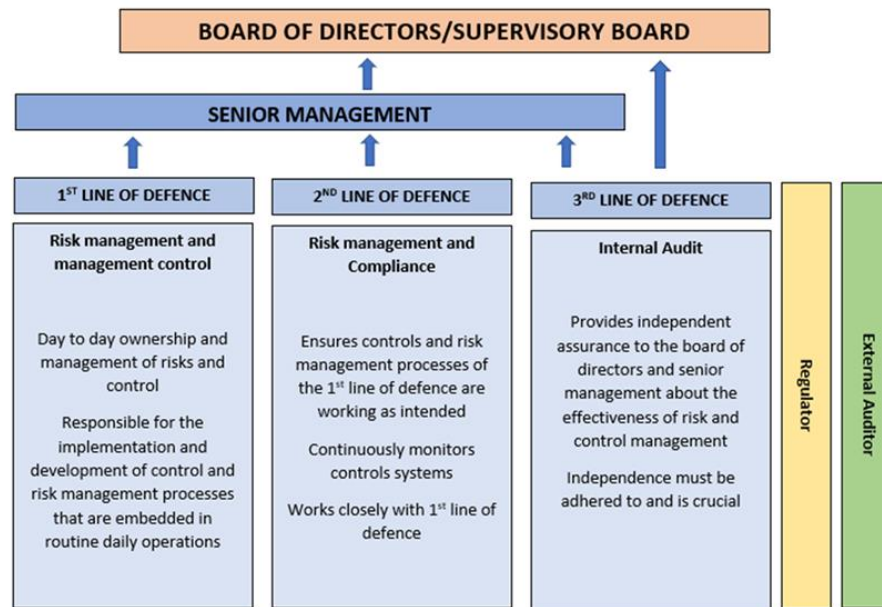 BOARD OF DIRECTORS/SUPERVISORY BOARD
SENIOR MANAGEMENT
1ST LINE OF DEFENCE
Risk management and
management control
Day to day ownership and
management of risks and
control
Responsible for the
implementation and
development of control and
risk management processes
that are embedded in
routine daily operations
2ND LINE OF DEFENCE
Risk management and
Compliance
Ensures controls and risk
management processes of
the 1st line of defence are
working as intended
Continuously monitors
controls systems
Works closely with 1st line of
defence
3RD LINE OF DEFENCE
Internal Audit
Provides independent
assurance to the board of
directors and senior
management about the
effectiveness of risk and
control management
Independence must be
adhered to and is crucial
Regulator
External Auditor